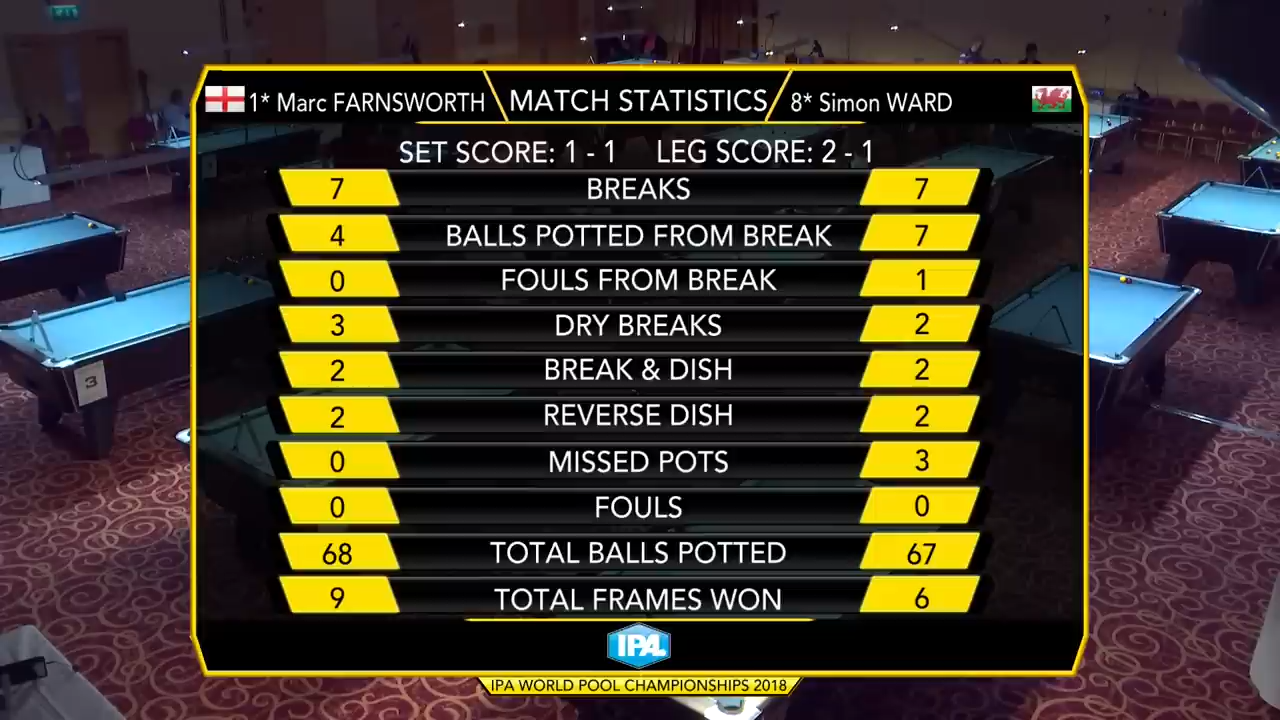 1* Marc FARNSWORTH MATCH STATISTICS 8* Simon WARD
SET SCORE: 1 - 1 LEG SCORE: 2 - 1
7 BREAKS 7
4 BALLS POTTED FROM BREAK 7
0 FOULS FROM BREAK 1
3 DRY BREAKS 2
2 BREAK & DISH 2
2 REVERSE DISH 2
0 MISSED POTS 3
0 FOULS 0
68 TOTAL BALLS POTTED 67
9 TOTAL FRAMES WON 6
IPA
IPA WORLD POOL CHAMPIONSHIPS 2018
3